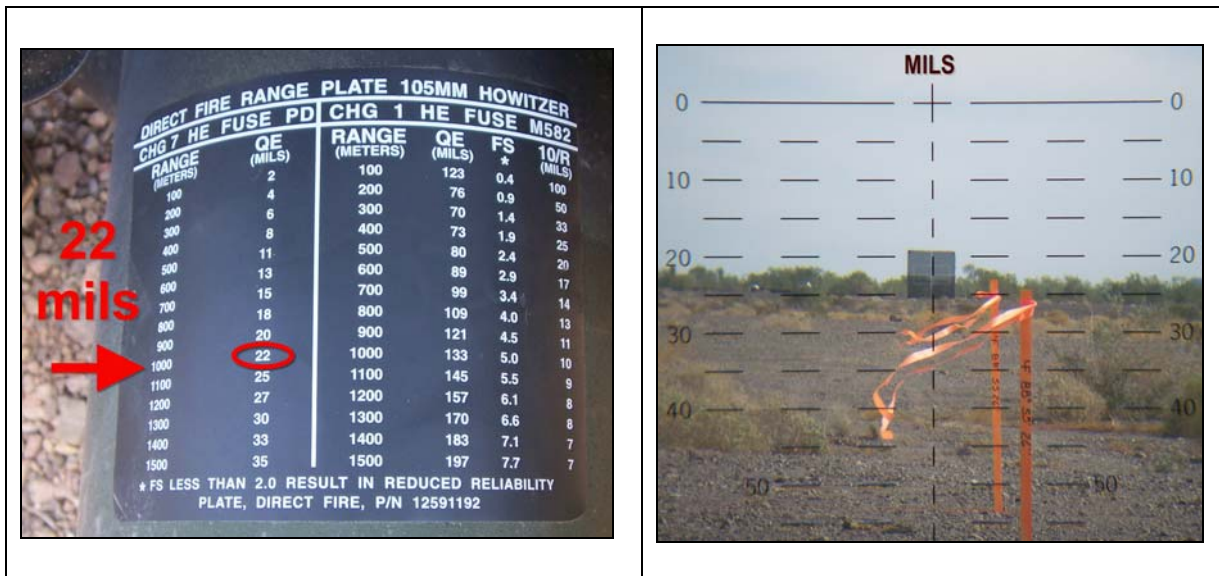 DIRECT FIRE RANGE PLATE 105MM HOWITZER
CHG 7 HE FUSE PD CHG 1 HE FUSE M582
RANGE (METERS) QE (MILS) RANGE (METERS) QE (MILS) FS * 10/R (MILS)
100 2 100 123 0.4 100
200 4 200 76 0.9 50
300 6 300 70 1.4 33
400 8 400 73 1.9 25
500 11 500 80 2.4 20
600 13 600 89 2.9 17
700 15 700 99 3.4 14
800 18 800 109 4.0 13
900 20 900 121 4.5 11
1000 22 1000 133 5.0 10
1100 25 1100 145 5.5 9
1200 27 1200 157 6.1 8
1300 30 1300 170 6.6 8
1400 33 1400 183 7.1 7
1500 35 1500 197 7.7 7
* FS LESS THAN 2.0 RESULT IN REDUCED RELIABILITY
PLATE, DIRECT FIRE, P/N 12591192
22
mils
MILS
0 0
10 10
20 20
30 30
40 40
50 50